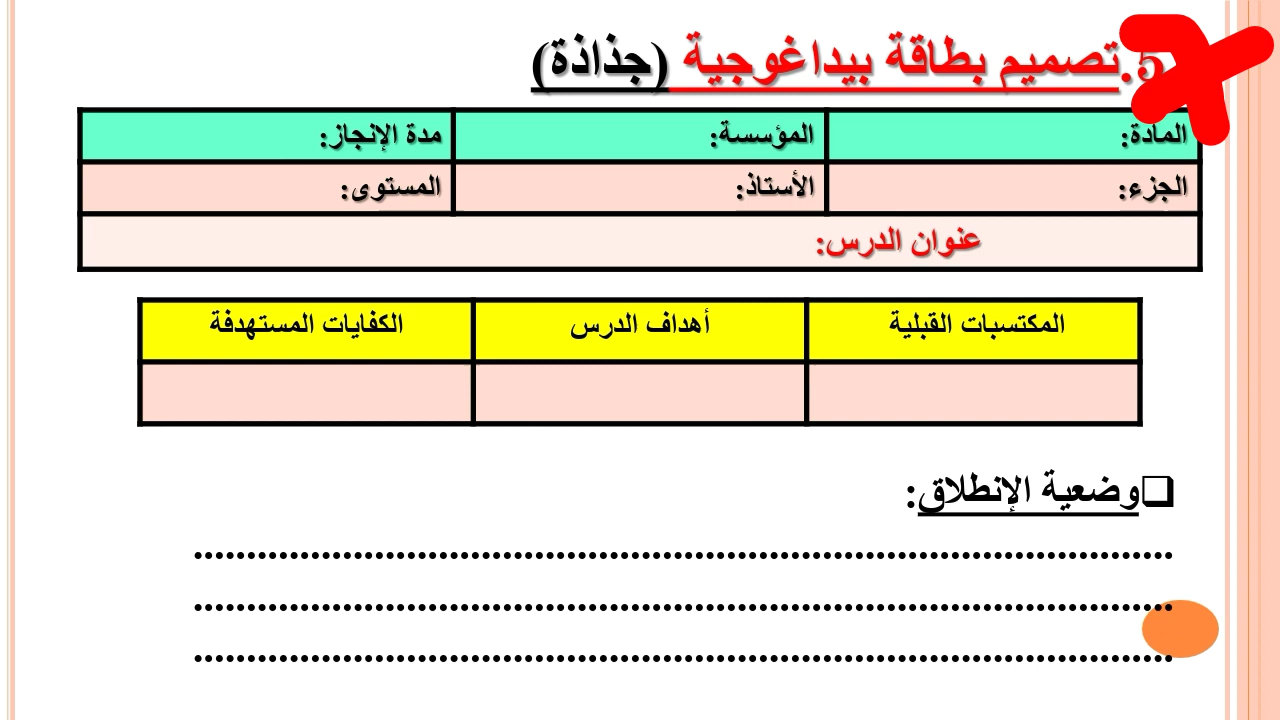 5.تصميم بطاقة بيداغوجية (جذاذة)
المادة: المؤسسة: مدة الإنجاز:
الجزء: الأستاذ: المستوى:
عنوان الدرس:
المكتسبات القبلية أهداف الدرس الكفايات المستهدفة
وضعية الإنطلاق: